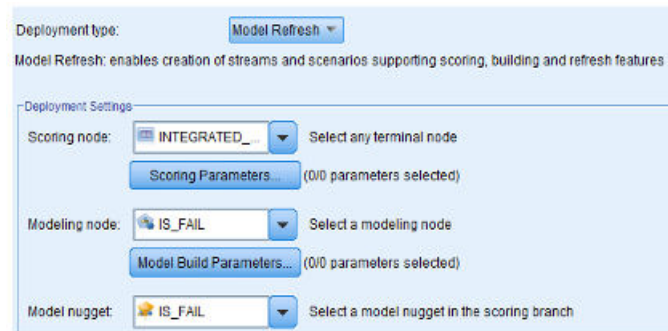 Deployment type: Model Refresh
Model Refresh: enables creation of streams and scenarios supporting scoring, building and refresh features
Deployment Settings
Scoring node: INTEGRATED_... Select any terminal node
Scoring Parameters... (0/0 parameters selected)
Modeling node: IS_FAIL Select a modeling node
Model Build Parameters... (0/0 parameters selected)
Model nugget: IS_FAIL Select a model nugget in the scoring branch